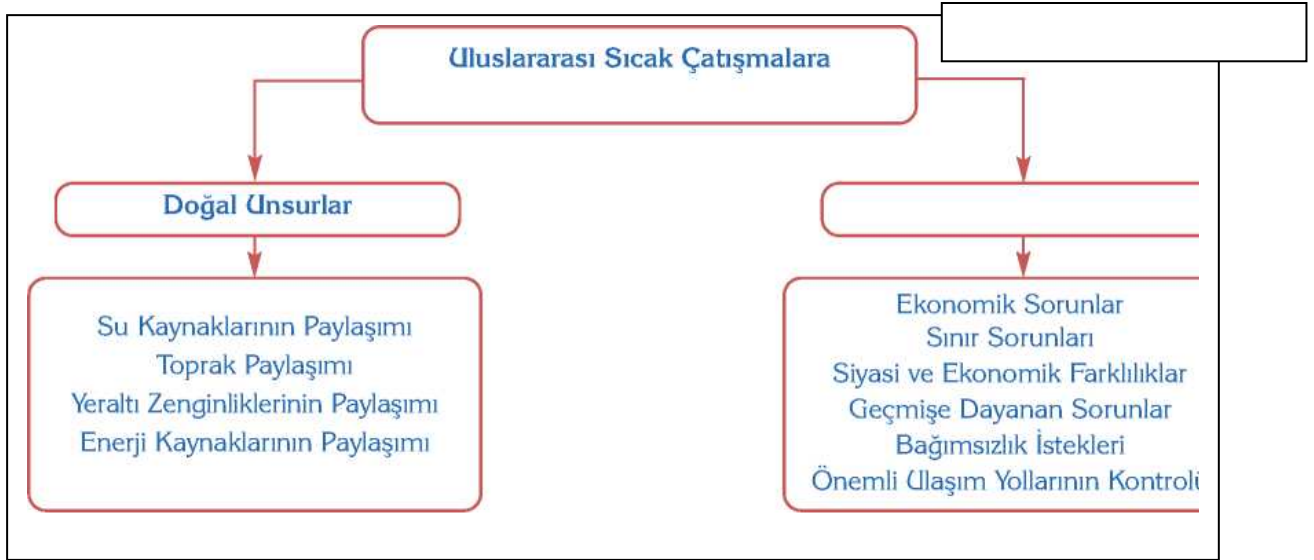 Uluslararası Sıcak Çatışmalara
Doğal Unsurlar
Su Kaynaklarının Paylaşımı
Toprak Paylaşımı
Yeraltı Zenginliklerinin Paylaşımı
Enerji Kaynaklarının Paylaşımı
Ekonomik Sorunlar
Sınır Sorunları
Siyasi ve Ekonomik Farklılıklar
Geçmişe Dayanan Sorunlar
Bağımsızlık İstekleri
Önemli Ulaşım Yollarının Kontrolü